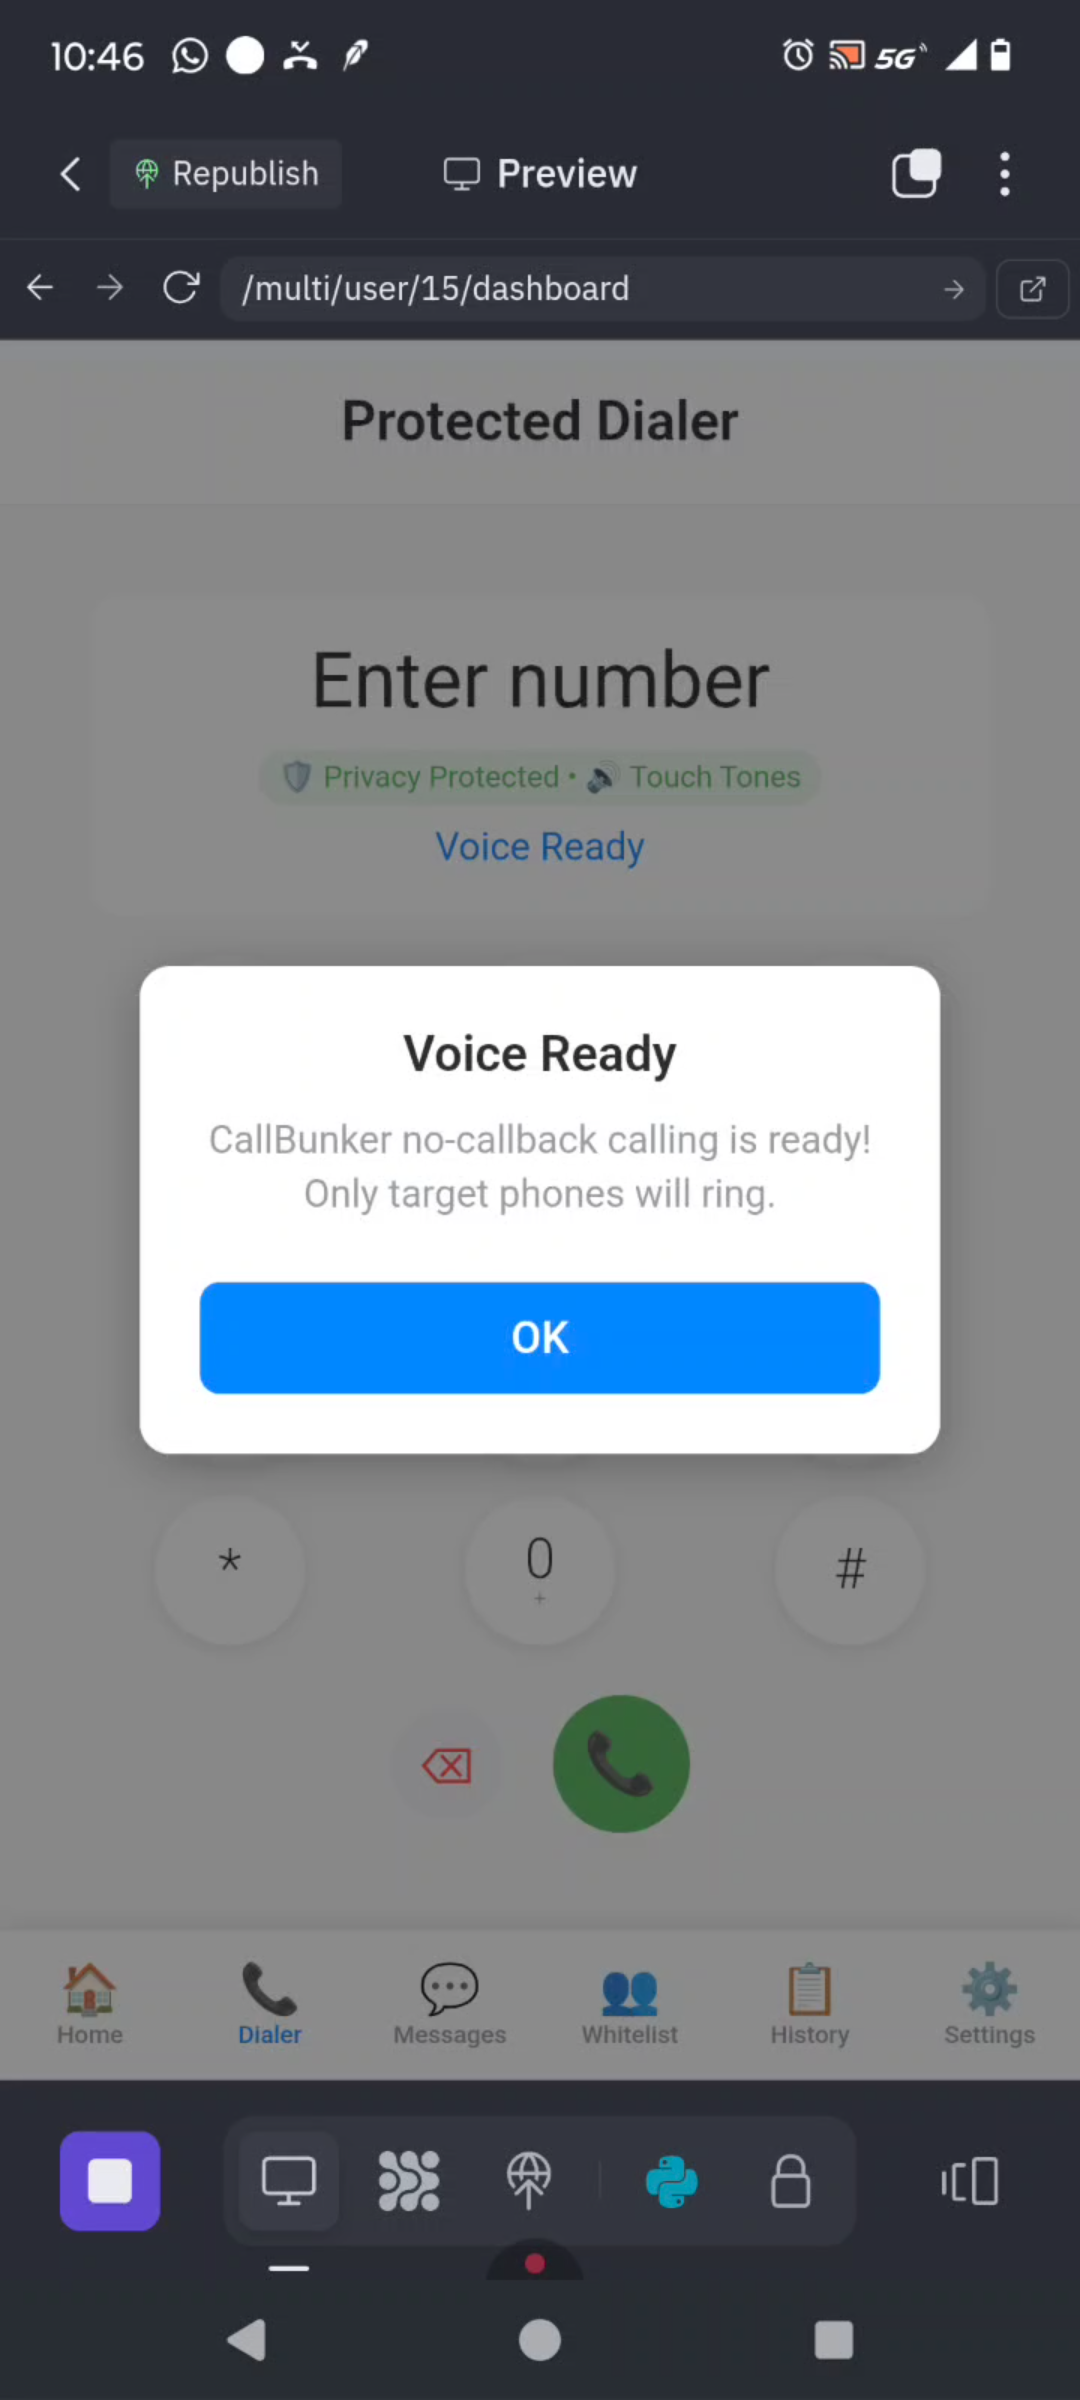 10:46
5G
Republish
Preview
/multi/user/15/dashboard
Protected Dialer
Enter number
Privacy Protected • Touch Tones
Voice Ready
Voice Ready
CallBunker no-callback calling is ready!
Only target phones will ring.
OK
* 0 #
+
Home Dialer Messages Whitelist History Settings